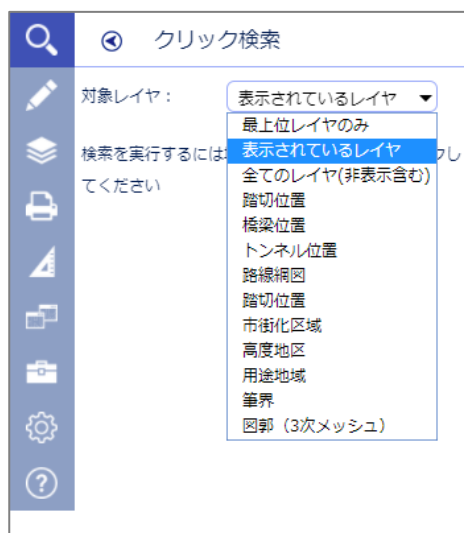 クリック検索
対象レイヤ：
表示されているレイヤ
最上位レイヤのみ
表示されているレイヤ
全てのレイヤ(非表示含む)
踏切位置
橋梁位置
トンネル位置
路線網図
踏切位置
市街化区域
高度地区
用途地域
筆界
図郭（3次メッシュ）
検索を実行するには
てください